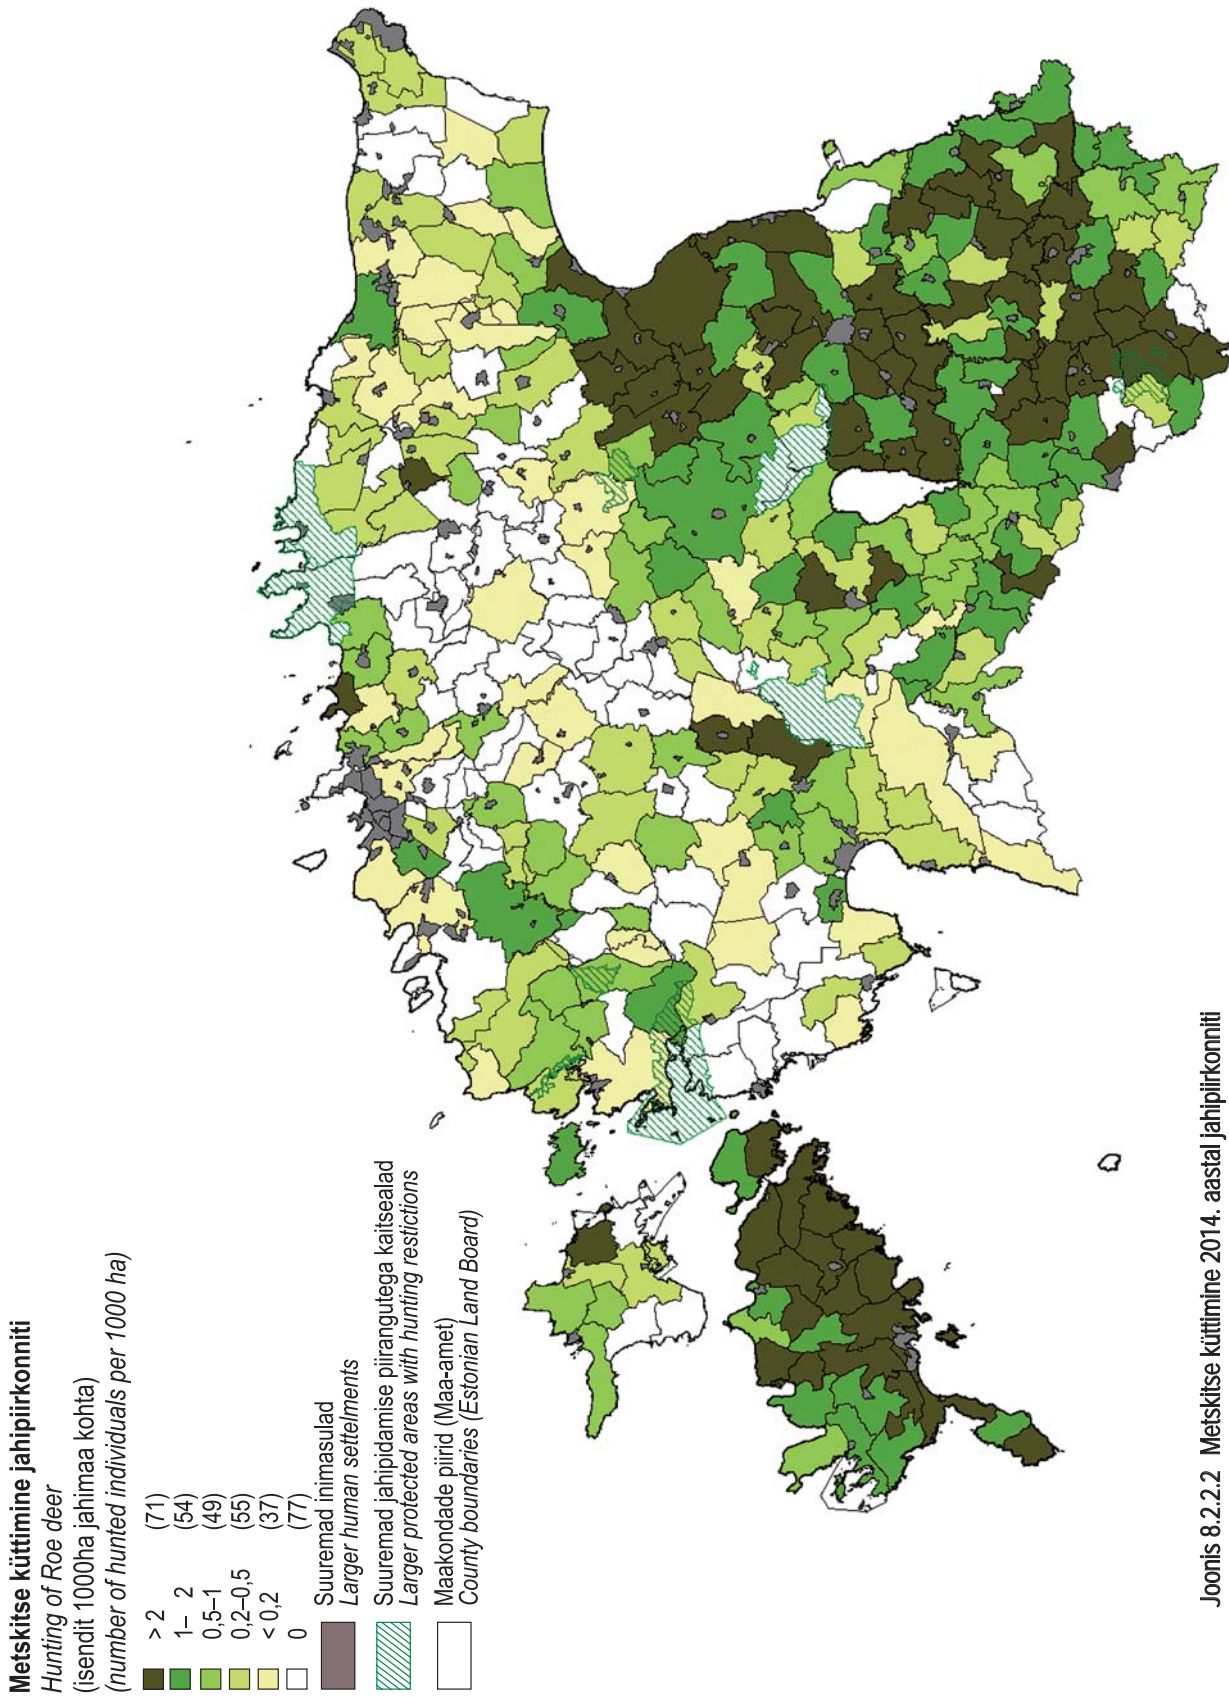 Metskitse küttimine jahipiirkonniti
Hunting of Roe deer
(isendit 1000ha jahimaa kohta)
(number of hunted individuals per 1000 ha)
> 2 (71)
1– 2 (54)
0,5–1 (49)
0,2–0,5 (55)
< 0,2 (37)
0 (77)
Suuremad inimasulad
Larger human settelments
Suuremad jahipidamise piirangutega kaitsealad
Larger protected areas with hunting restictions
Maakondade piirid (Maa-amet)
County boundaries (Estonian Land Board)
Joonis 8.2.2.2 Metskitse küttimine 2014. aastal jahipiirkonniti